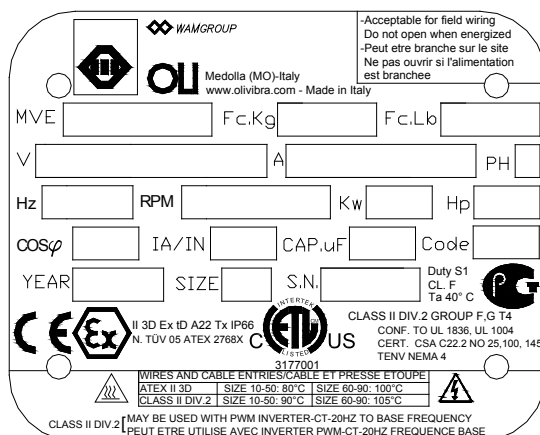 -Acceptable for field wiring
Do not open when energized
-Peut etre branche sur le site
Ne pas ouvrir si l'alimentation
est branchee
WAMGROUP
OLI
Medolla (MO)-Italy
www.olivibra.com - Made in Italy
MVE Fc.Kg Fc.Lb
V A PH
Hz RPM Kw Hp
cosφ IA/IN CAP.uF Code
YEAR SIZE S.N.
Duty S1
CL. F
Ta 40° C
CE Ex
II 3D Ex tD A22 Tx IP66
N. TÜV 05 ATEX 2768X
INTERTEK
C ETL CM US
LISTED
3177001
CLASS II DIV.2 GROUP F,G T4
CONF. TO UL 1836, UL 1004
CERT. CSA C22.2 NO 25,100, 145
TENV NEMA 4
WIRES AND CABLE ENTRIES/CABLE ET PRESSE ETOUPE
ATEX II 3D SIZE 10-50: 80°C SIZE 60-90: 100°C
CLASS II DIV.2 SIZE 10-50: 90°C SIZE 60-90: 105°C
CLASS II DIV.2 [ MAY BE USED WITH PWM INVERTER-CT-20HZ TO BASE FREQUENCY
PEUT ETRE UTILISE AVEC INVERTER PWM-CT-20HZ FREQUENCE BASE